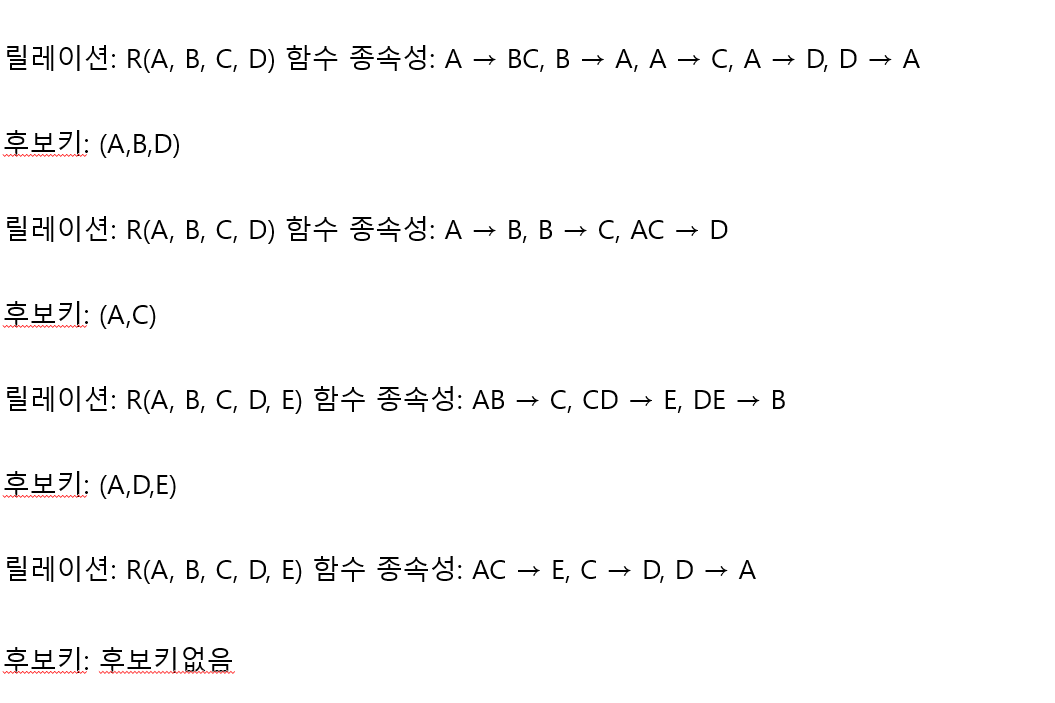 릴레이션: R(A, B, C, D) 함수 종속성: A → BC, B → A, A → C, A → D, D → A
후보키: (A,B,D)
릴레이션: R(A, B, C, D) 함수 종속성: A → B, B → C, AC → D
후보키: (A,C)
릴레이션: R(A, B, C, D, E) 함수 종속성: AB → C, CD → E, DE → B
후보키: (A,D,E)
릴레이션: R(A, B, C, D, E) 함수 종속성: AC → E, C → D, D → A
후보키: 후보키없음